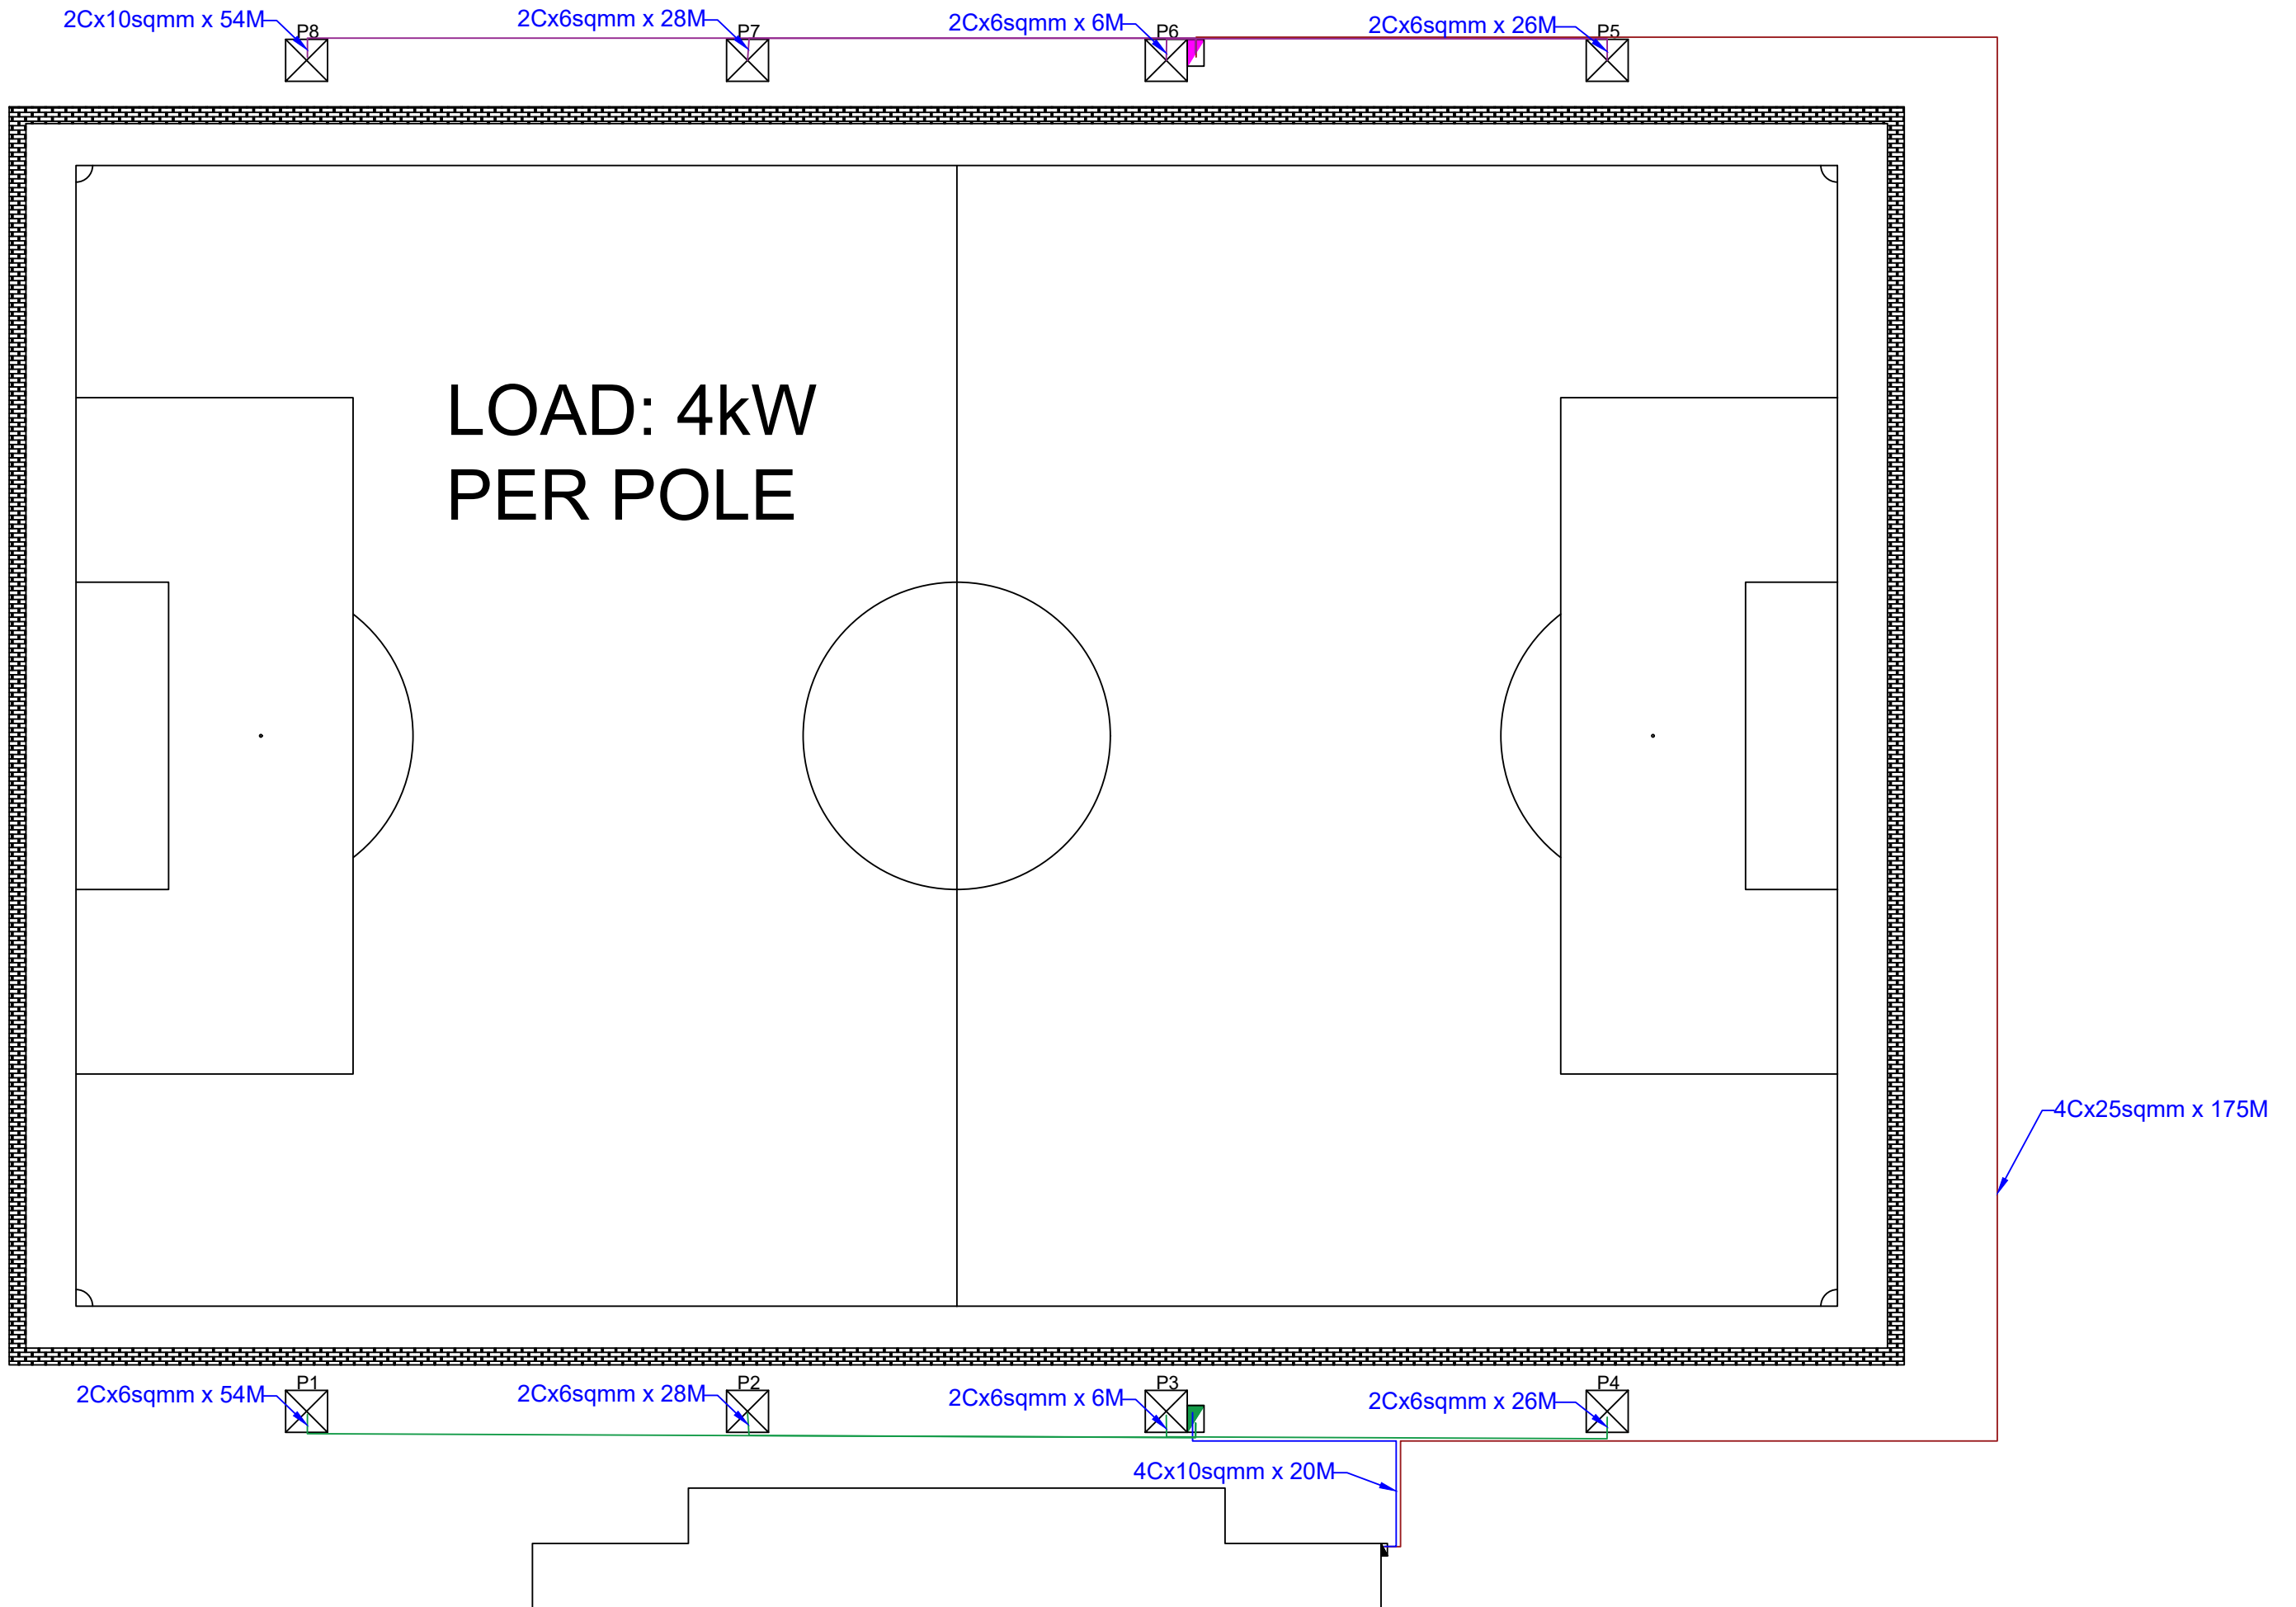 2Cx10sqmm x 54M
P8
2Cx6sqmm x 28M
P7
2Cx6sqmm x 6M
P6
2Cx6sqmm x 26M
P5
LOAD: 4kW
PER POLE
4Cx25sqmm x 175M
2Cx6sqmm x 54M
P1
2Cx6sqmm x 28M
P2
2Cx6sqmm x 6M
P3
2Cx6sqmm x 26M
P4
4Cx10sqmm x 20M